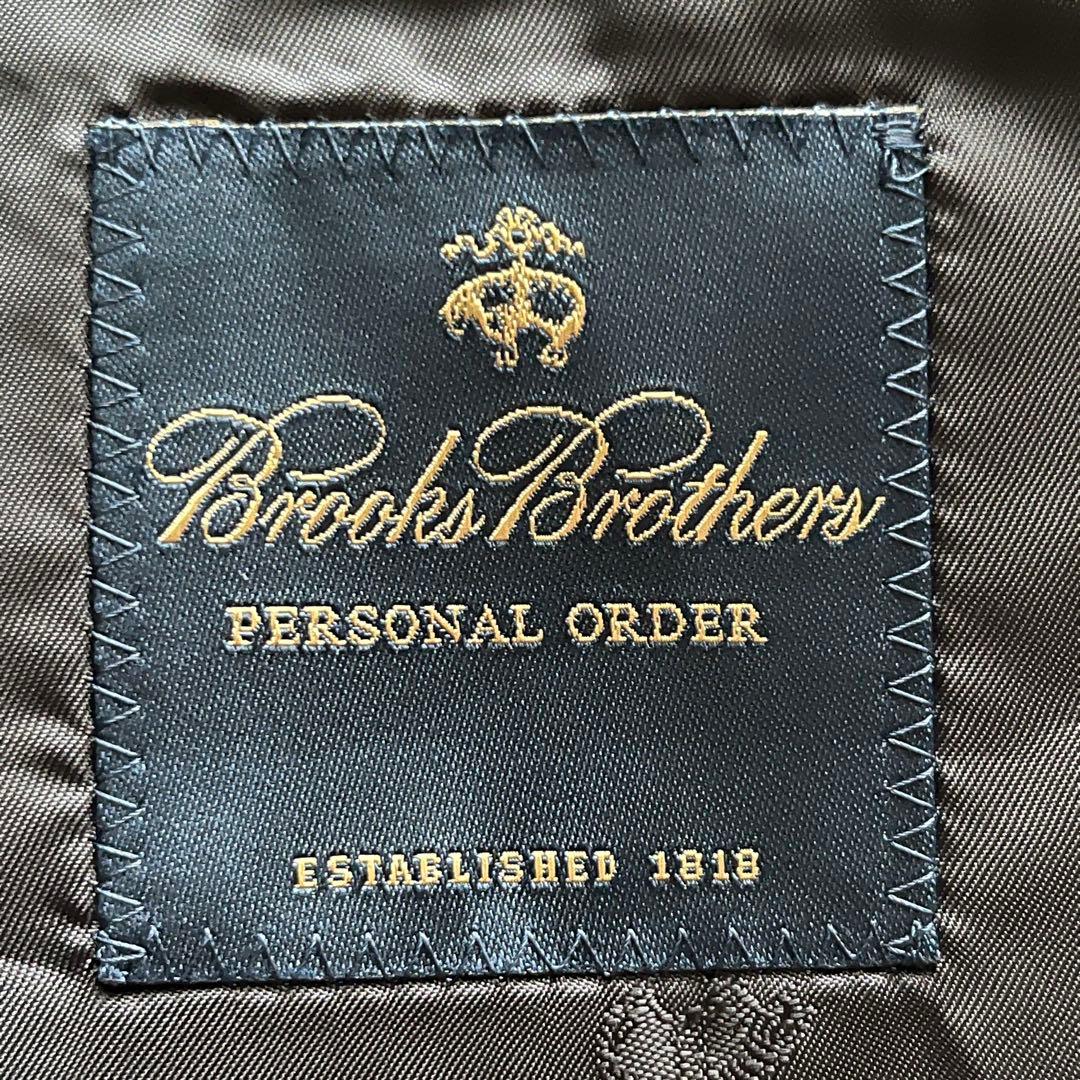 Brooks Brothers
PERSONAL ORDER
ESTABLISHED 1818